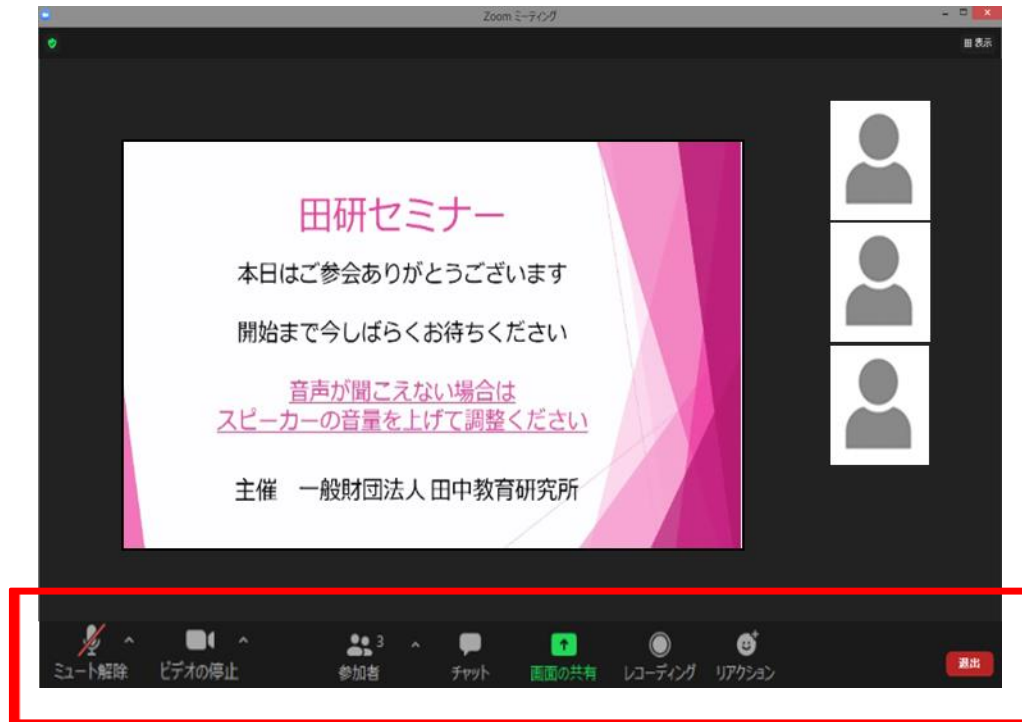 Zoom ミーティング
表示
田研セミナー
本日はご参会ありがとうございます
開始まで今しばらくお待ちください
音声が聞こえない場合は
スピーカーの音量を上げて調整ください
主催　一般財団法人 田中教育研究所
3
ミュート解除 ビデオの停止 参加者 チャット 画面の共有 レコーディング リアクション 退出